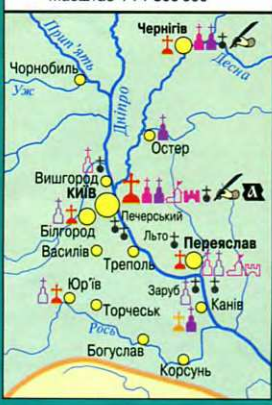 Чернігів
Прип'ять
Чорнобиль
Десна
Уж
Дніпро
Остер
Вишгород
КИЇВ
Печерський
Білгород
Льто
Переяслав
Василів
Треполь
Юр'їв
Заруб
Торчеськ
Канів
Рось
Богуслав
Корсунь